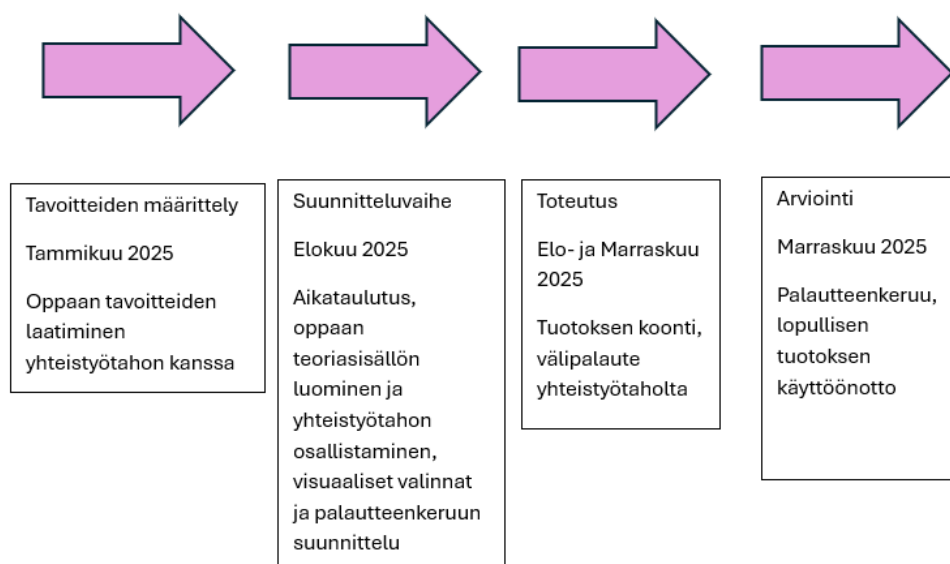 Tavoitteiden määrittely
Tammikuu 2025
Oppaan tavoitteiden
laatiminen
yhteistyötahon kanssa
Suunnitteluvaihe
Elokuu 2025
Aikataulutus,
oppaan
teoriasisällön
luominen ja
yhteistyötahon
osallistaminen,
visuaaliset valinnat
ja palautteenkeruun
suunnittelu
Toteutus
Elo- ja Marraskuu
2025
Tuotoksen koonti,
välipalaute
yhteistyötaholta
Arviointi
Marraskuu 2025
Palautteenkeruu,
lopullisen
tuotoksen
käyttöönotto